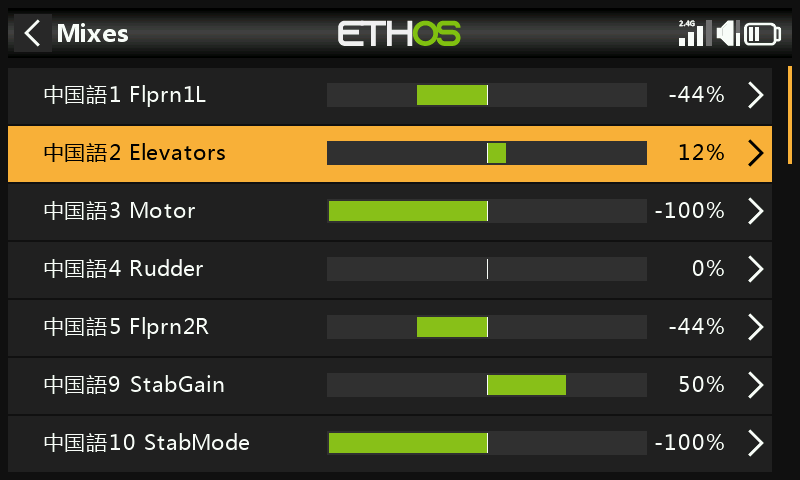 Mixes
ETHOS
2.4G
中国語1 Flprn1L -44%
中国語2 Elevators 12%
中国語3 Motor -100%
中国語4 Rudder 0%
中国語5 Flprn2R -44%
中国語9 StabGain 50%
中国語10 StabMode -100%